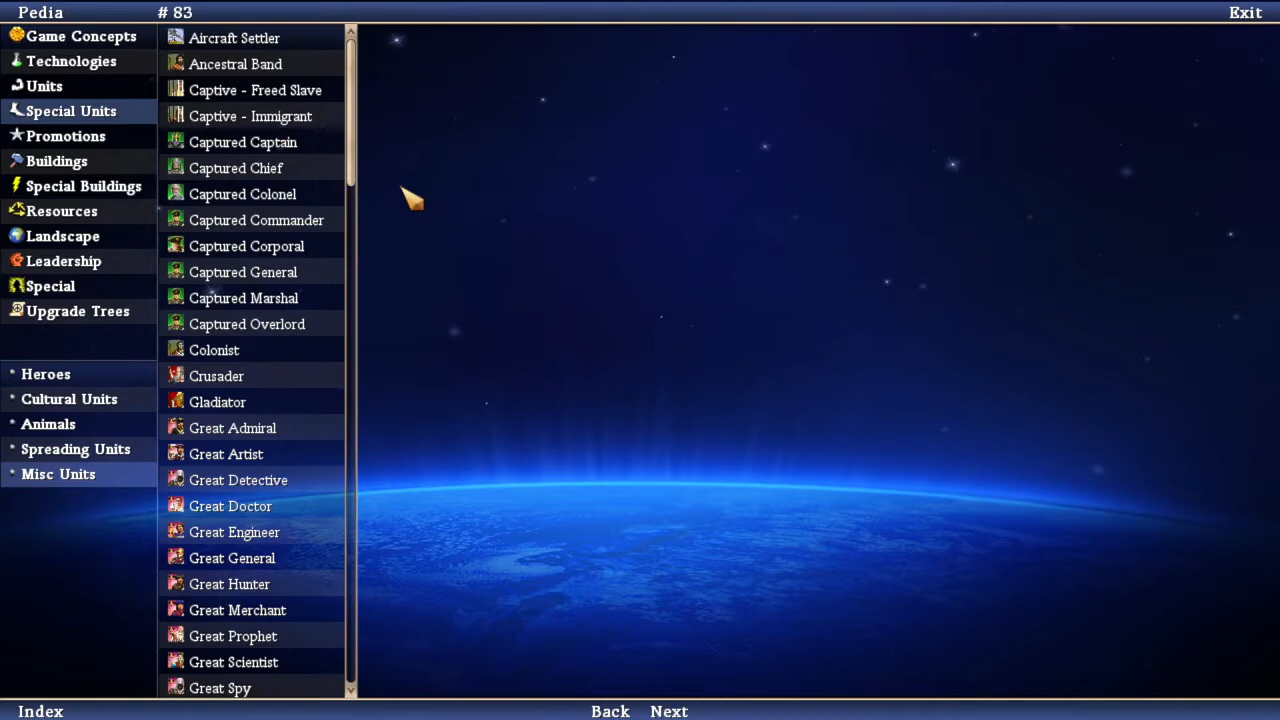 Pedia # 83 Exit
Game Concepts
Technologies
Units
Special Units
Promotions
Buildings
Special Buildings
Resources
Landscape
Leadership
Special
Upgrade Trees
Heroes
Cultural Units
Animals
Spreading Units
Misc Units
Aircraft Settler
Ancestral Band
Captive - Freed Slave
Captive - Immigrant
Captured Captain
Captured Chief
Captured Colonel
Captured Commander
Captured Corporal
Captured General
Captured Marshal
Captured Overlord
Colonist
Crusader
Gladiator
Great Admiral
Great Artist
Great Detective
Great Doctor
Great Engineer
Great General
Great Hunter
Great Merchant
Great Prophet
Great Scientist
Great Spy
Index Back Next